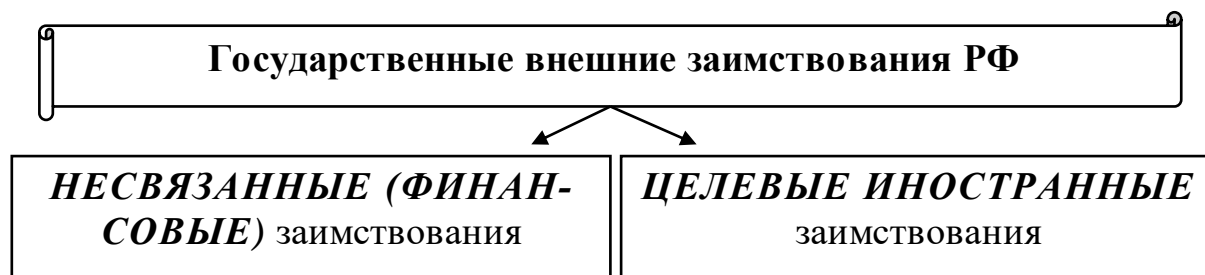 Государственные внешние заимствования РФ
НЕСВЯЗАННЫЕ (ФИНАН-
СОВЫЕ) заимствования
ЦЕЛЕВЫЕ ИНОСТРАННЫЕ
заимствования